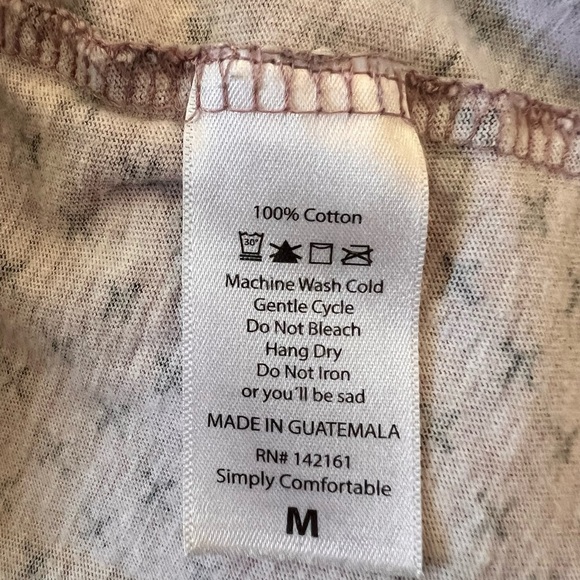 100% Cotton
30°
Machine Wash Cold
Gentle Cycle
Do Not Bleach
Hang Dry
Do Not Iron
or you´ll be sad
MADE IN GUATEMALA
RN# 142161
Simply Comfortable
M